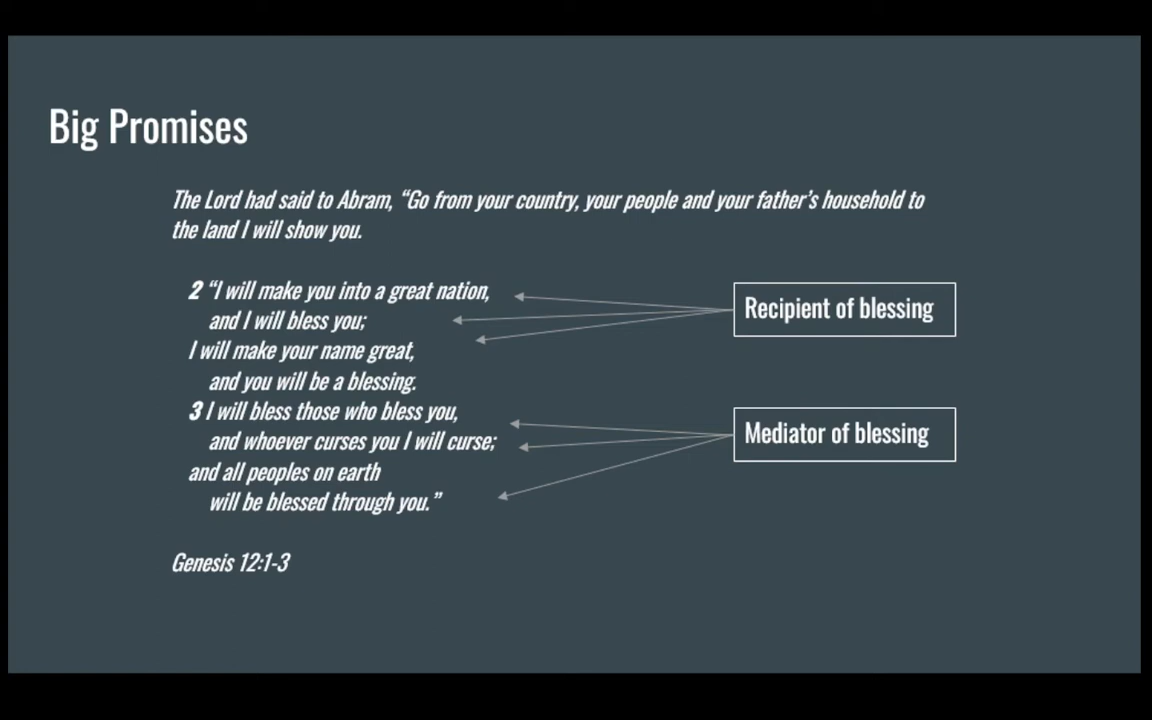 Big Promises
The Lord had said to Abram, “Go from your country, your people and your father’s household to
the land I will show you.
2 “I will make you into a great nation,
and I will bless you;
I will make your name great,
and you will be a blessing.
3 I will bless those who bless you,
and whoever curses you I will curse;
and all peoples on earth
will be blessed through you.”
Genesis 12:1-3
Recipient of blessing
Mediator of blessing